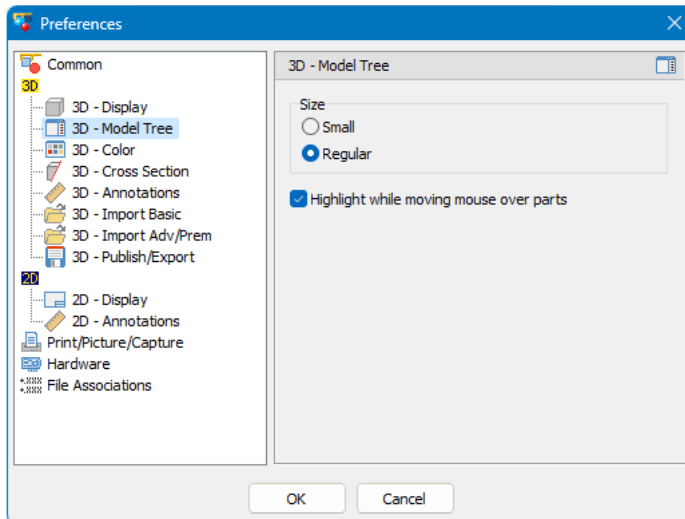 Preferences
Common
3D
3D - Display
3D - Model Tree
3D - Color
3D - Cross Section
3D - Annotations
3D - Import Basic
3D - Import Adv/Prem
3D - Publish/Export
2D
2D - Display
2D - Annotations
Print/Picture/Capture
Hardware
*.XXX
*.XXX
File Associations
3D - Model Tree
Size
Small
Regular
Highlight while moving mouse over parts
OK
Cancel